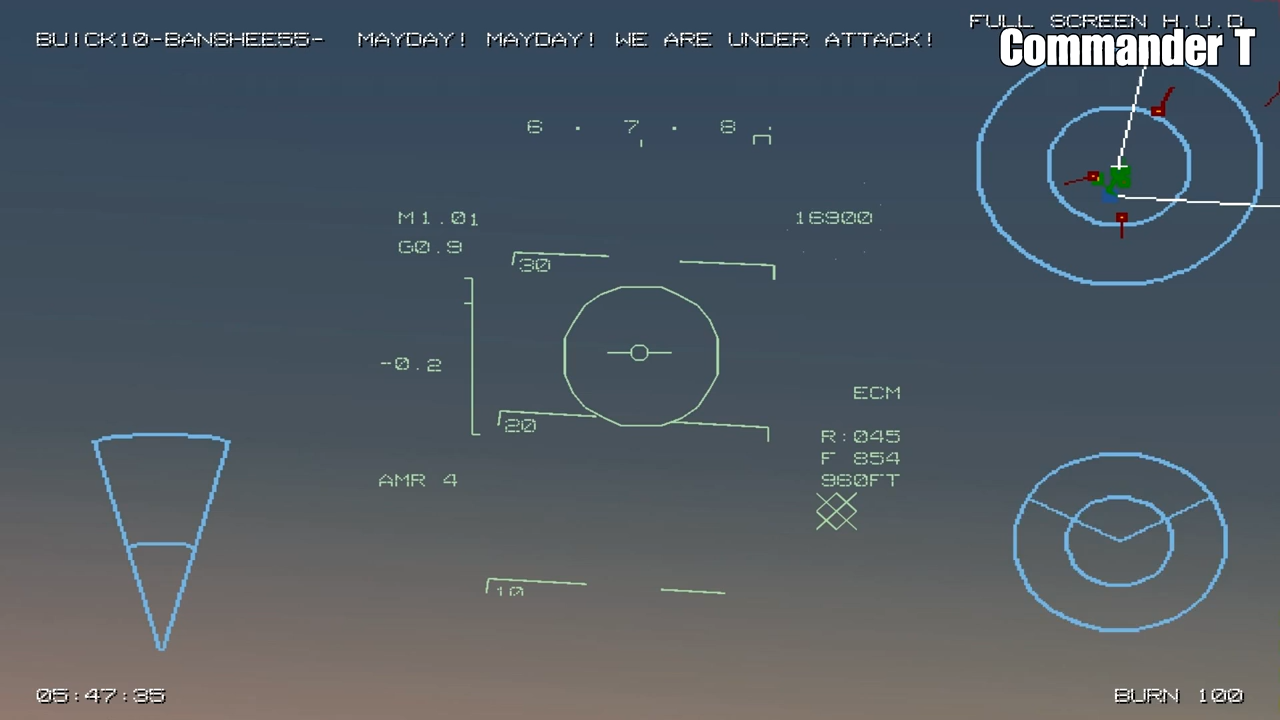 FULL SCREEN H.U.D
BUICK10-BANSHEE55- MAYDAY! MAYDAY! WE ARE UNDER ATTACK!
Commander T
6 . 7 . 8 .
M1.01
16900
G0.9
30
-0.2
ECM
20
R:045
F 854
960FT
AMR 4
10
05:47:35
BURN 100